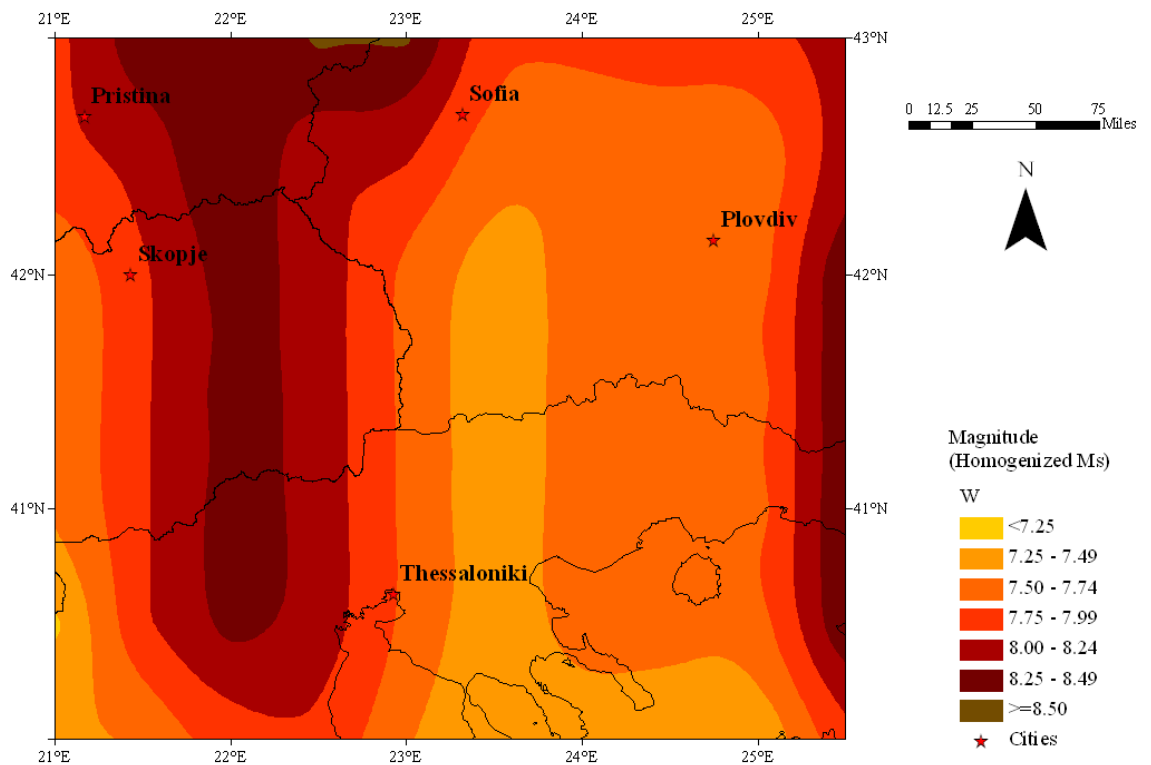 21°E 22°E 23°E 24°E 25°E
43°N
Pristina
Sofia
0 12.5 25 50 75
Miles
N
Plovdiv
Skopje
42°N 42°N
41°N 41°N
Thessaloniki
Magnitude
(Homogenized Ms)
W
<7.25
7.25 - 7.49
7.50 - 7.74
7.75 - 7.99
8.00 - 8.24
8.25 - 8.49
>=8.50
Cities
21°E 22°E 23°E 24°E 25°E